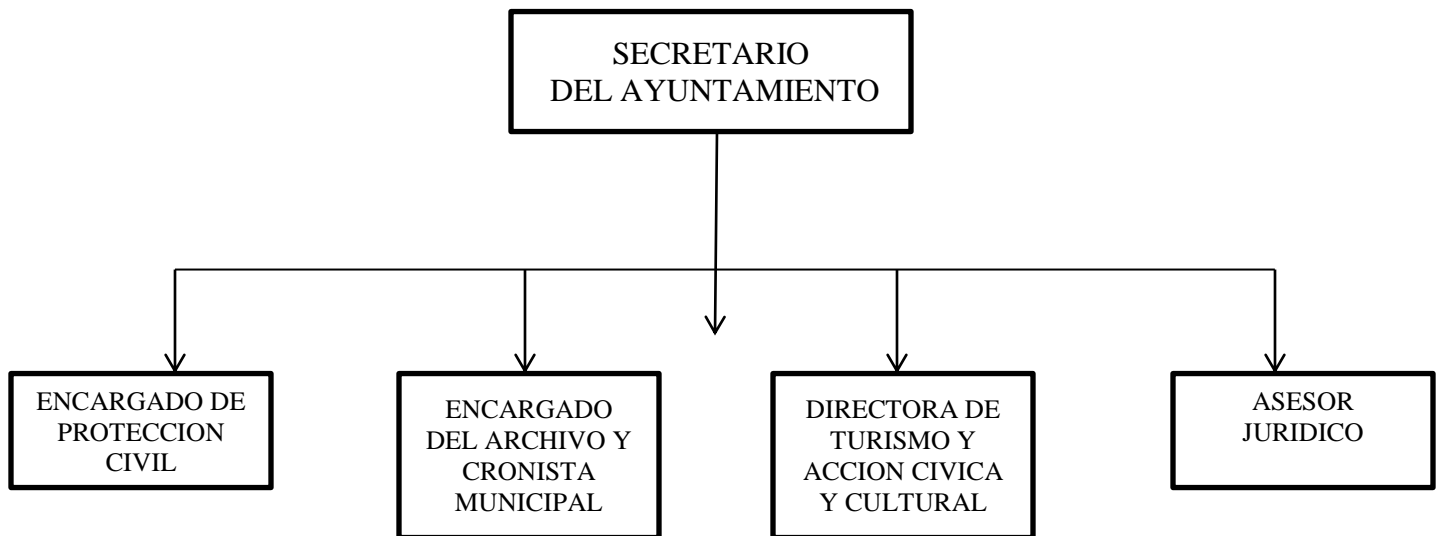 SECRETARIO
DEL AYUNTAMIENTO
ENCARGADO DE
PROTECCION
CIVIL
ENCARGADO
DEL ARCHIVO Y
CRONISTA
MUNICIPAL
DIRECTORA DE
TURISMO Y
ACCION CIVICA
Y CULTURAL
ASESOR
JURIDICO